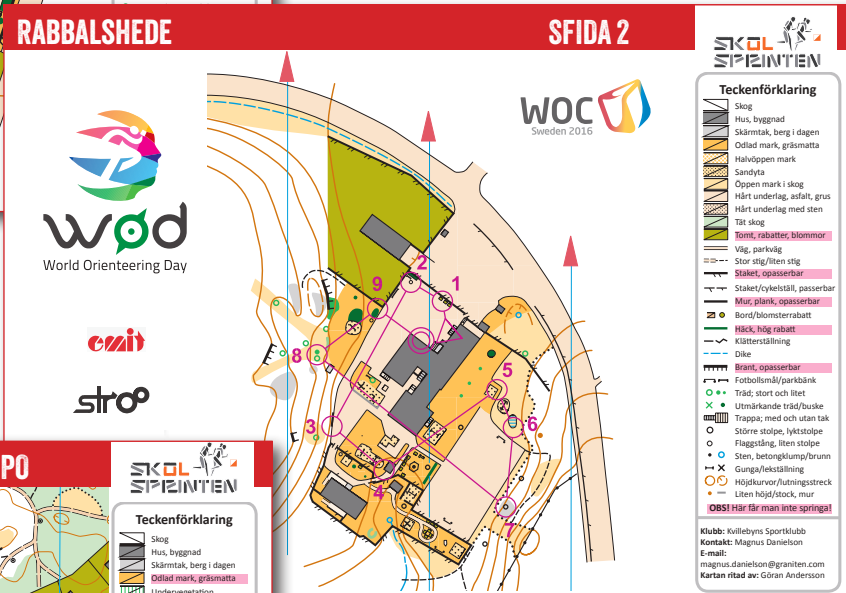 RABBALSHEDE
SFIDA 2
SKOL
SPRINTEN
WOC
Sweden 2016
wod
World Orienteering Day
emit
stroo
2
1
9
8
5
3
6
4
7
Teckenförklaring
Skog
Hus, byggnad
Skärmtak, berg i dagen
Odlad mark, gräsmatta
Halvöppen mark
Sandyta
Öppen mark i skog
Hårt underlag, asfalt, grus
Hårt underlag med sten
Tät skog
Tomt, rabatter, blommor
Väg, parkväg
Stor stig/liten stig
Staket, opasserbar
Staket/cykelställ, passerbar
Mur, plank, opasserbar
Bord/blomsterrabatt
Häck, hög rabatt
Klätterställning
Dike
Brant, opasserbar
Fotbollsmål/parkbänk
Träd; stort och litet
Utmärkande träd/buske
Trappa; med och utan tak
Större stolpe, lyktstolpe
Flaggstång, liten stolpe
Sten, betongklump/brunn
Gunga/lekställning
Höjdkurvor/lutningsstreck
Liten höjd/stock, mur
OBS! Här får man inte springa!
Klubb: Kvillebyns Sportklubb
Kontakt: Magnus Danielson
E-mail:
magnus.danielson@graniten.com
Kartan ritad av: Göran Andersson
PO
SKOL
SPRINTEN
Teckenförklaring
Skog
Hus, byggnad
Skärmtak, berg i dagen
Odlad mark, gräsmatta
Undervegetation